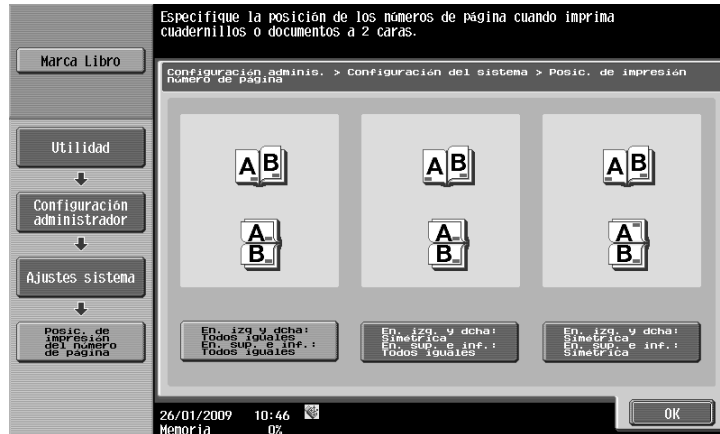 Especifique la posición de los números de página cuando imprima
cuadernillos o documentos a 2 caras.
Marca Libro
Configuración adminis. > Configuración del sistema > Posic. de impresión
número de página
Utilidad
Configuración
administrador
Ajustes sistema
Posic. de
impresión
del número
de página
A B
A B
A B
A
B
A
B
A
B
En. izq y dcha:
Todos iguales
En. sup. e inf.:
Todos iguales
En. izq. y dcha:
Simétrica
En. sup. e inf.:
Todos iguales
En. izq. y dcha:
Simétrica
En. sup. e inf.:
Simétrica
26/01/2009 10:46
Memoria 0%
OK